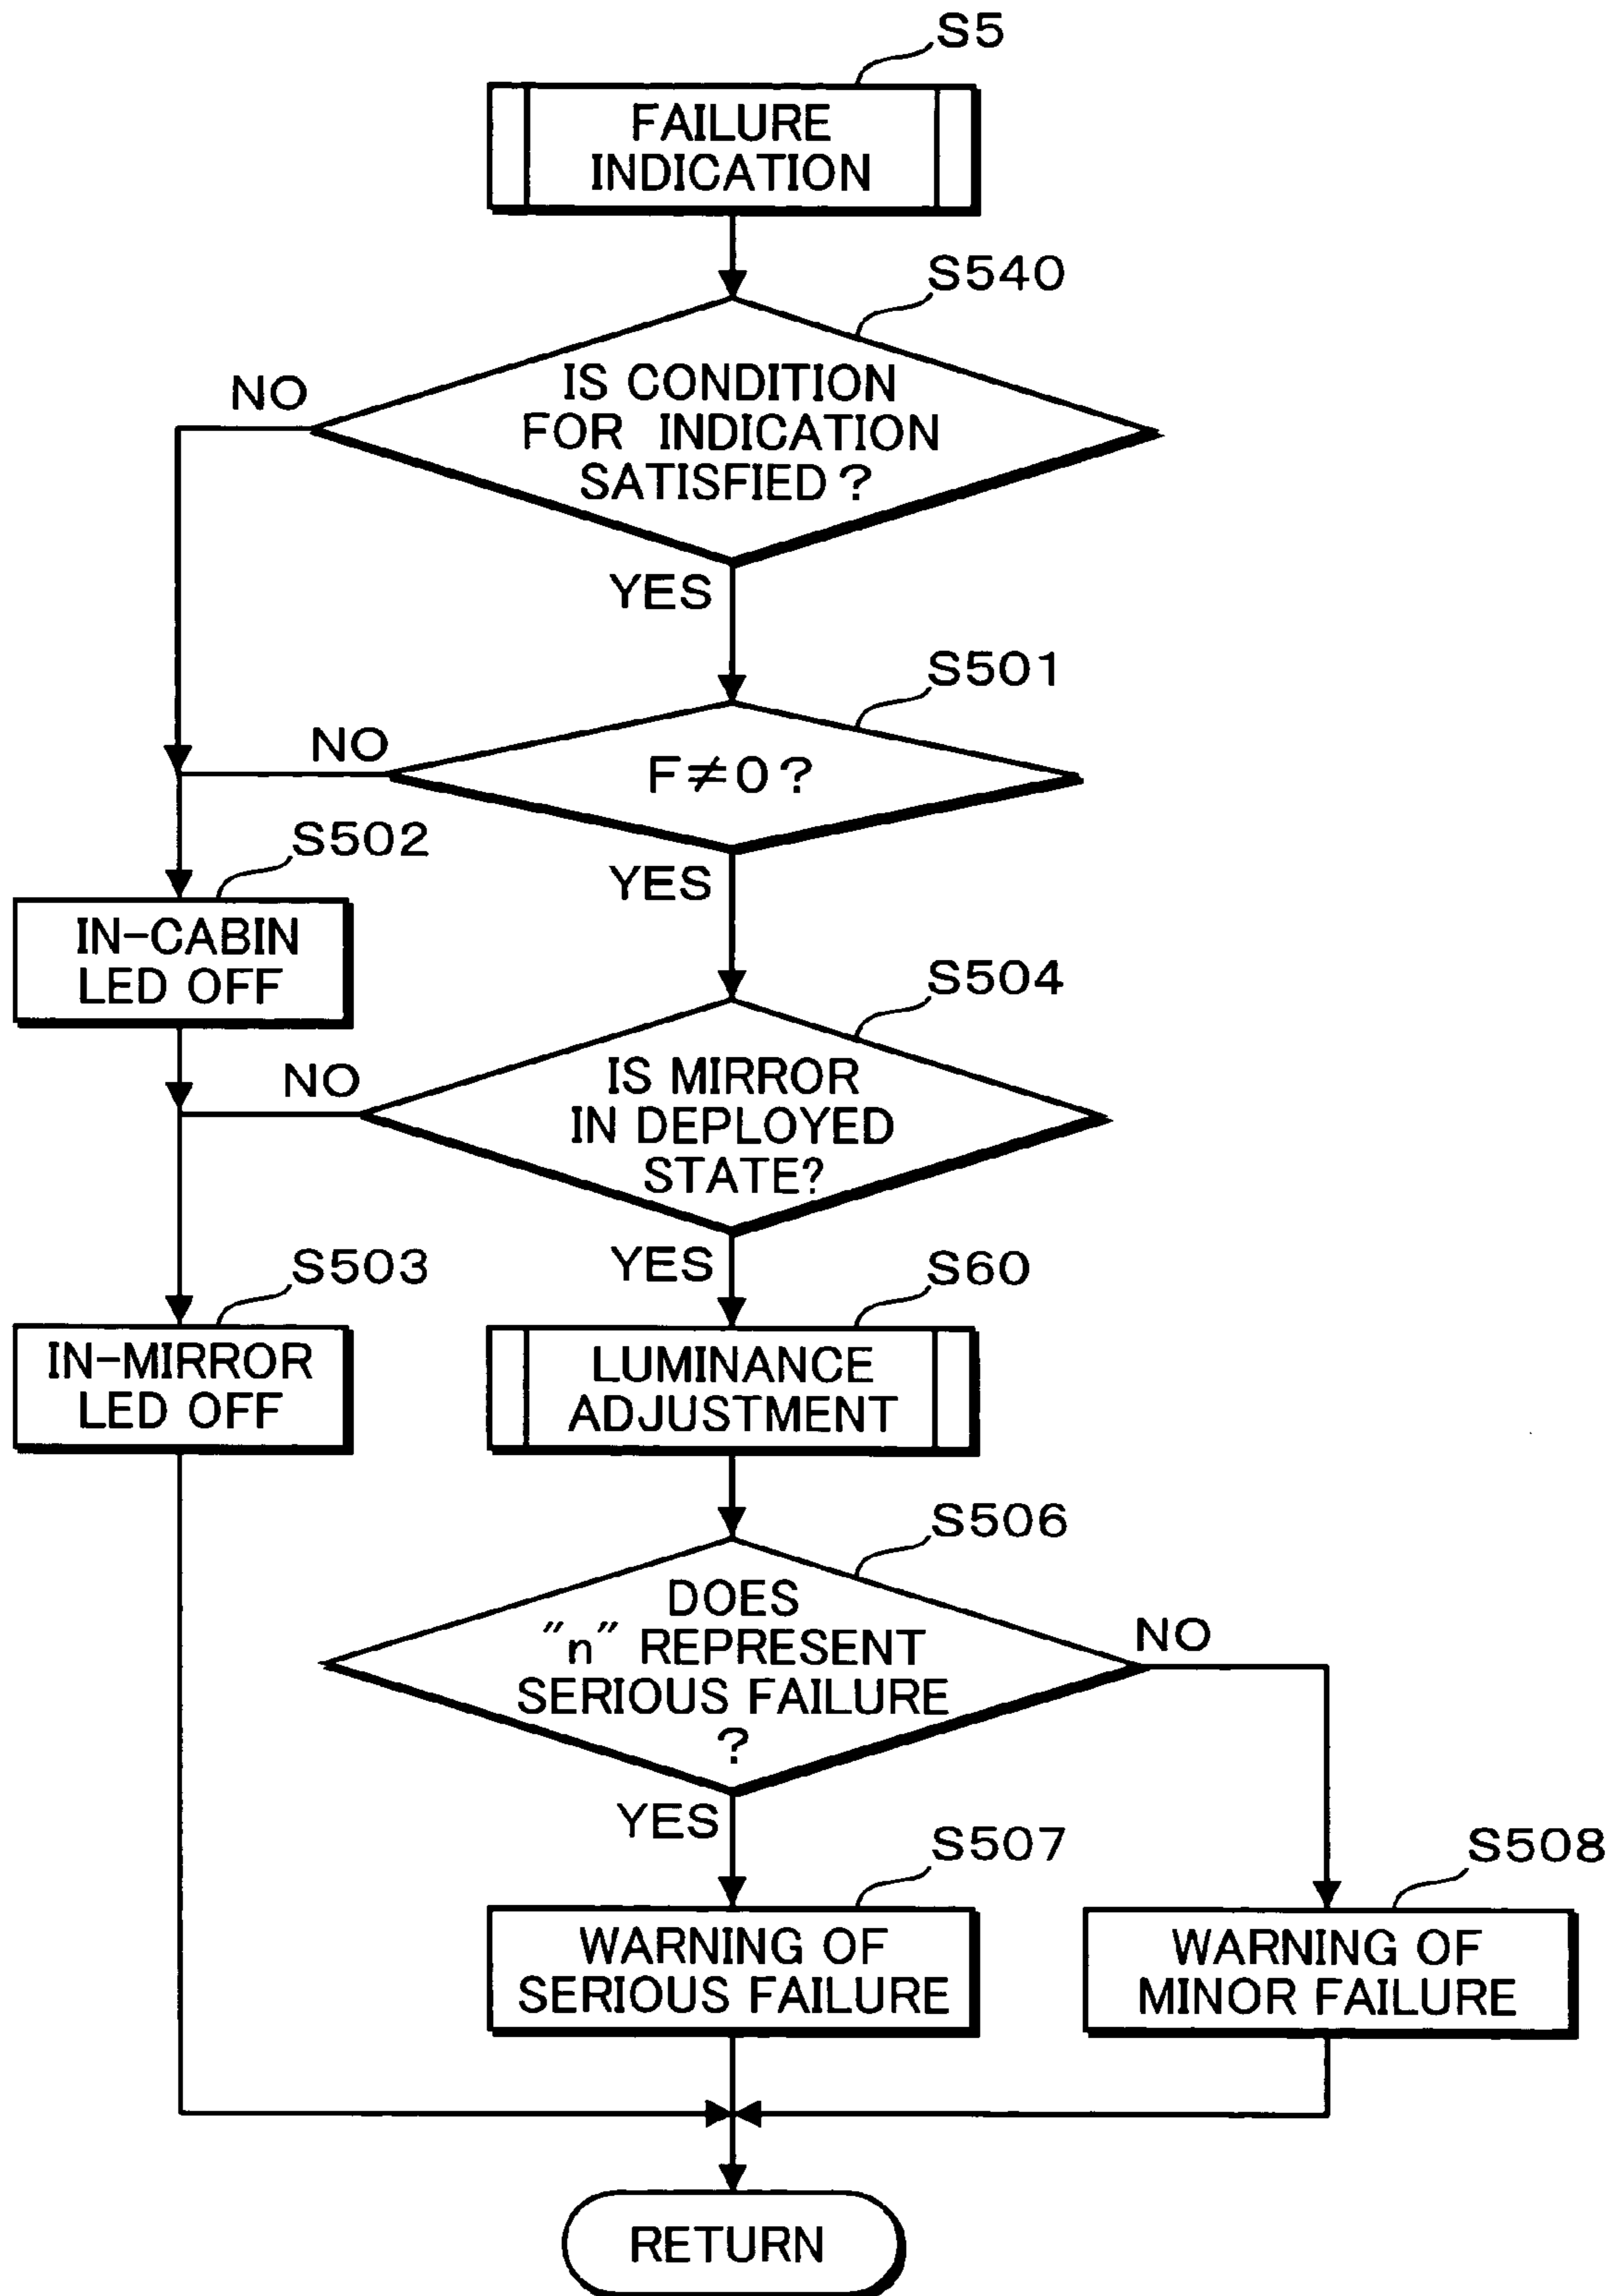 S5
FAILURE
INDICATION
S540
IS CONDITION
FOR INDICATION
SATISFIED ?
NO
YES
S501
F≠0 ?
NO
YES
S502
IN-CABIN
LED OFF
S504
IS MIRROR
IN DEPLOYED
STATE?
NO
YES
S503
IN-MIRROR
LED OFF
S60
LUMINANCE
ADJUSTMENT
S506
DOES
"n" REPRESENT
SERIOUS FAILURE
?
NO
YES
S507
WARNING OF
SERIOUS FAILURE
S508
WARNING OF
MINOR FAILURE
RETURN